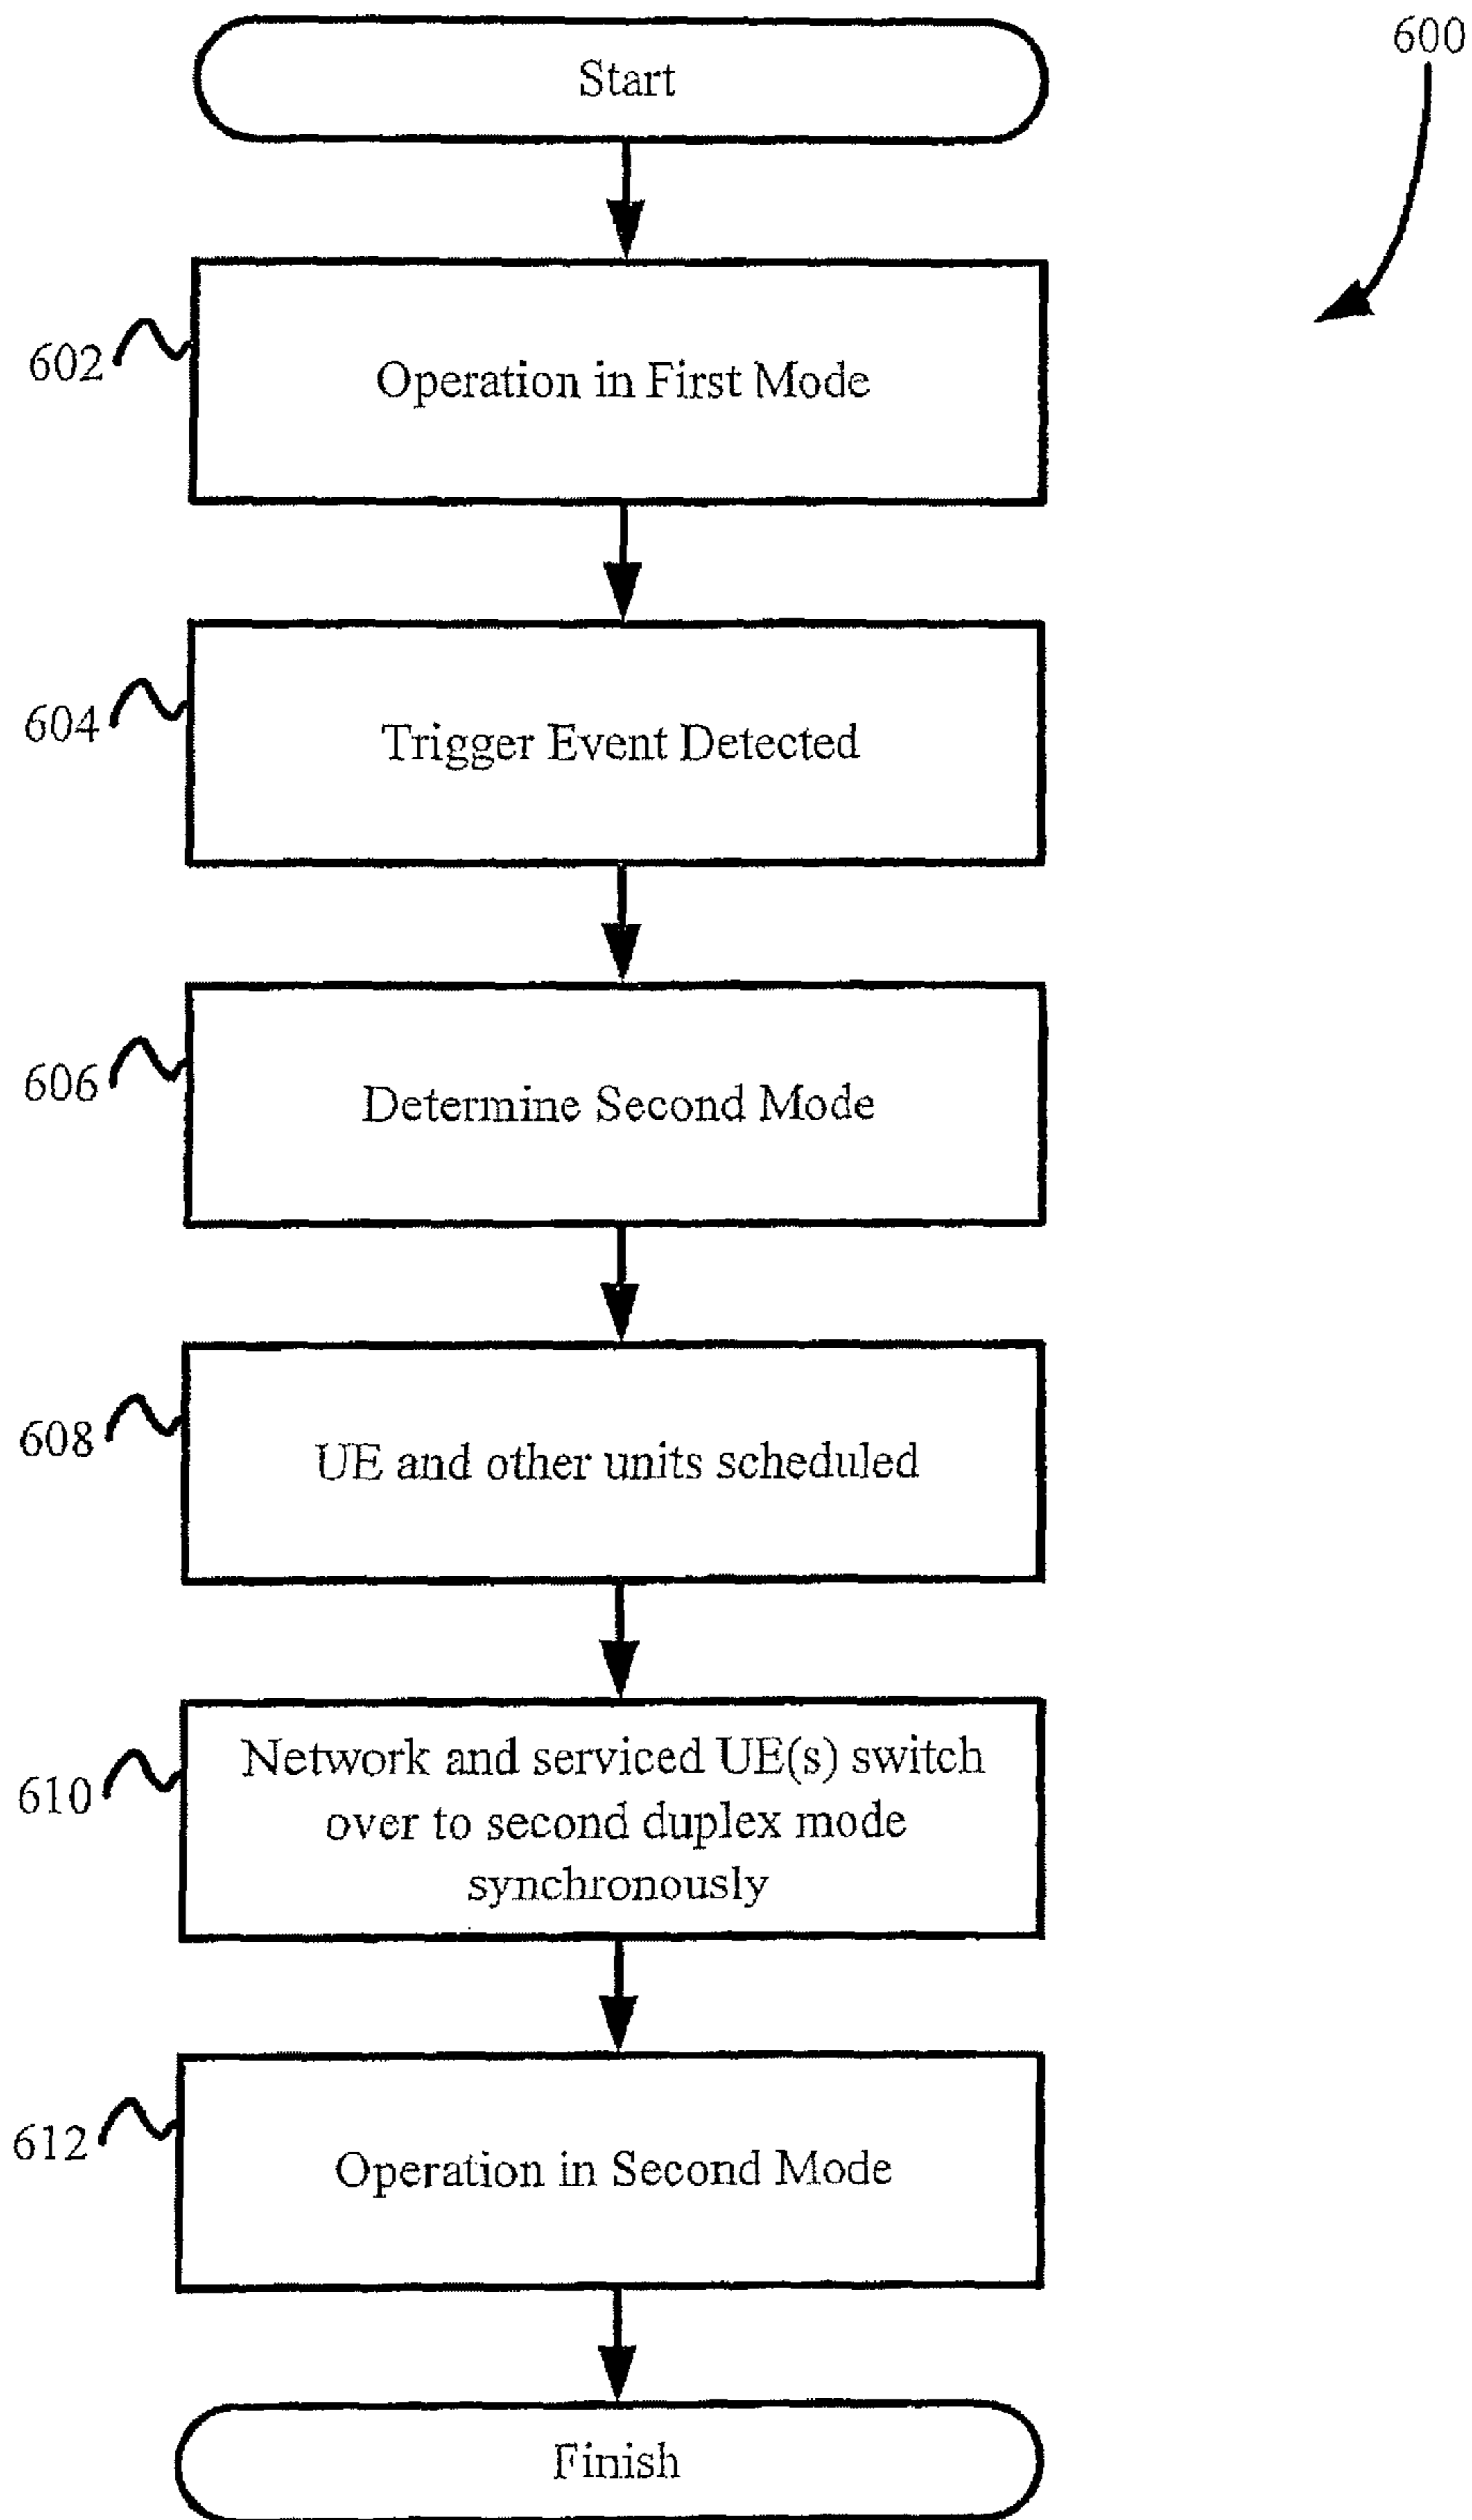 Start
600
602
Operation in First Mode
604
Trigger Event Detected
606
Determine Second Mode
608
UE and other units scheduled
610
Network and serviced UE(s) switch
over to second duplex mode
synchronously
612
Operation in Second Mode
Finish